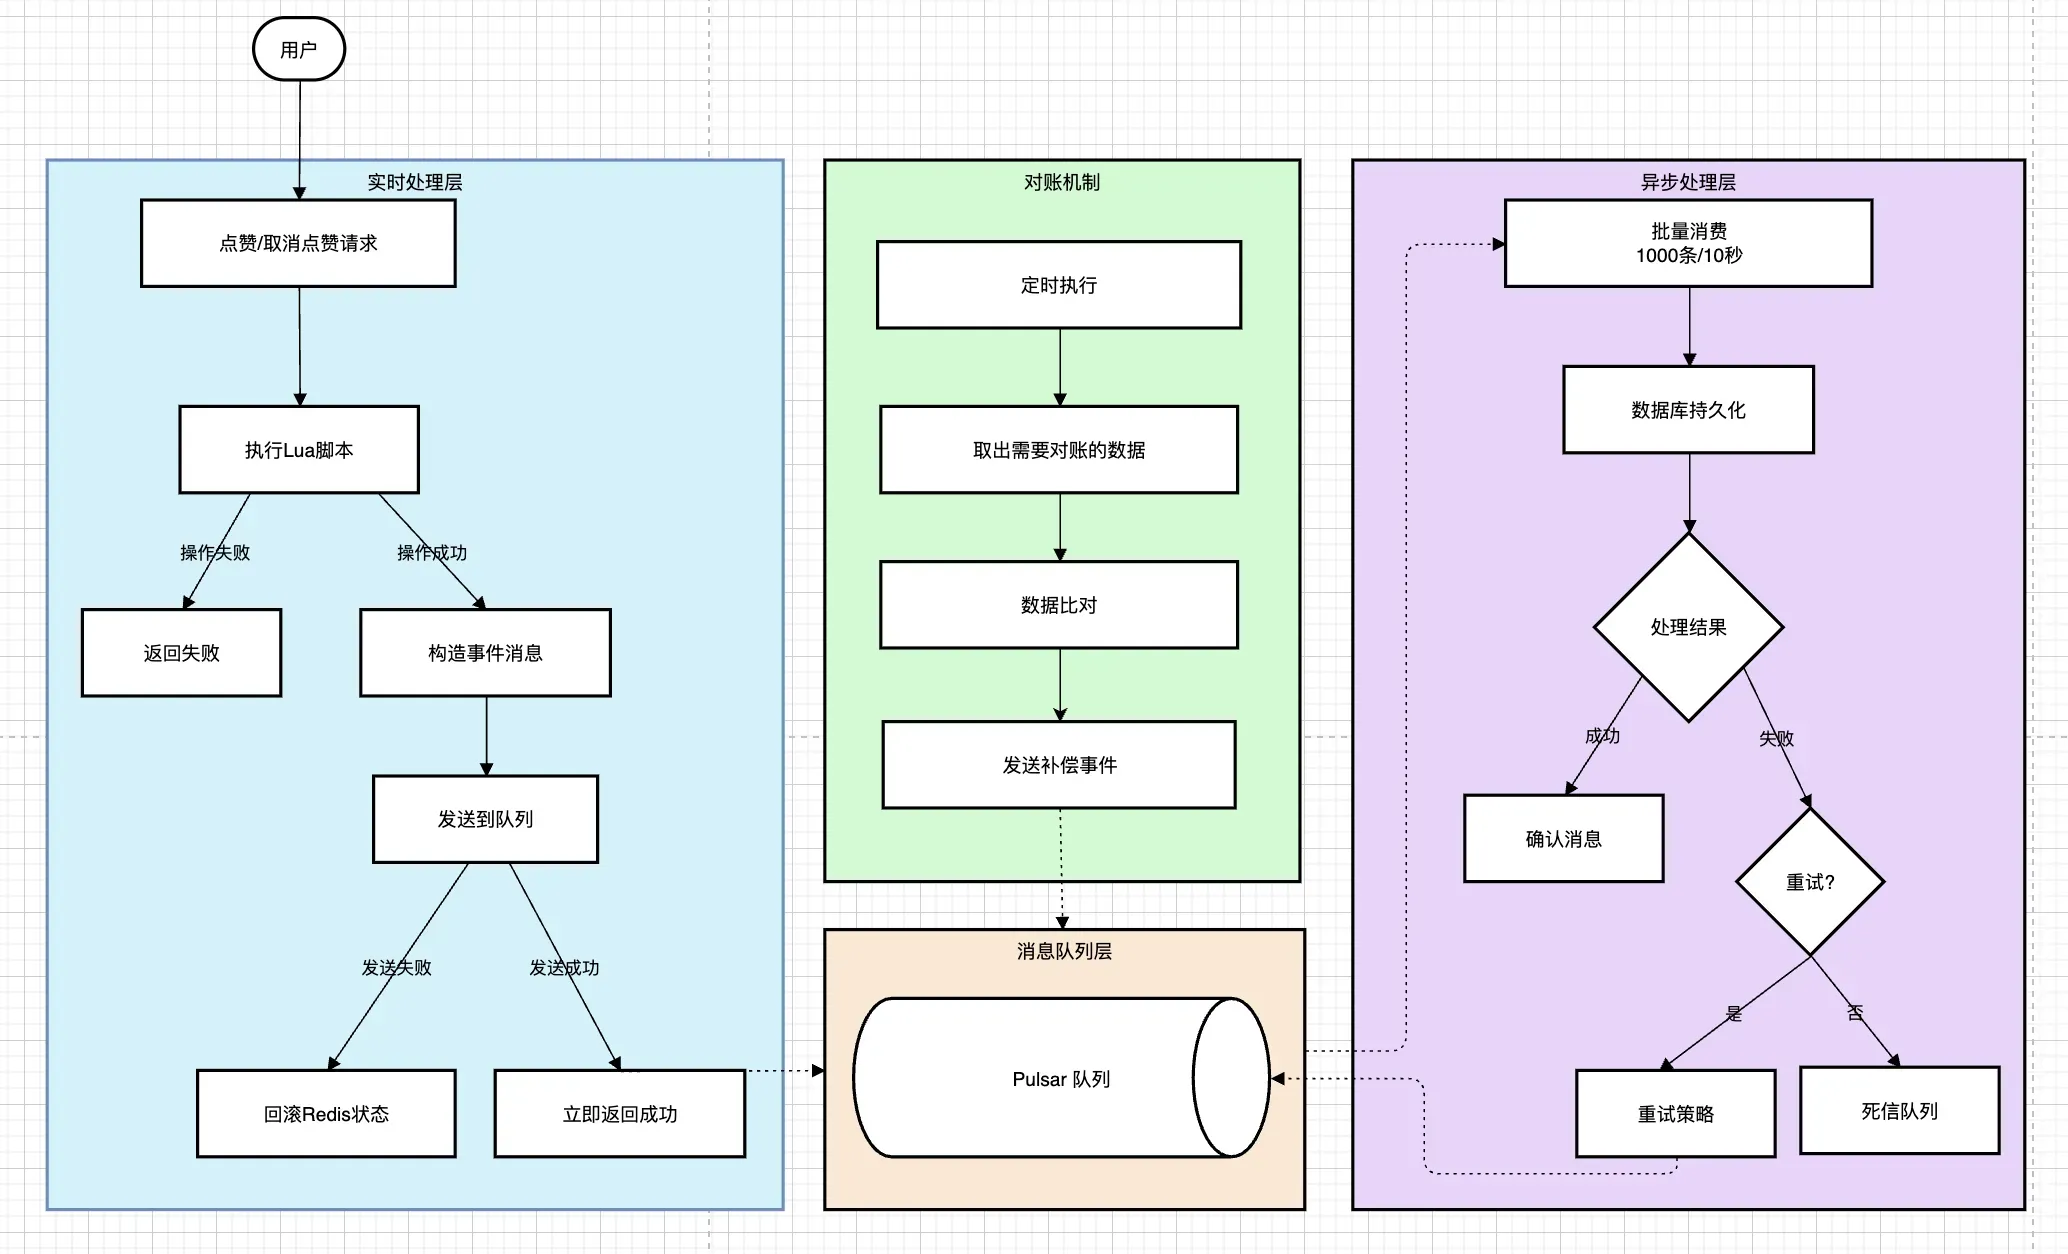 用户
实时处理层
点赞/取消点赞请求
执行Lua脚本
操作失败
操作成功
返回失败
构造事件消息
发送到队列
发送失败
发送成功
回滚Redis状态
立即返回成功
对账机制
定时执行
取出需要对账的数据
数据比对
发送补偿事件
消息队列层
Pulsar 队列
异步处理层
批量消费
1000条/10秒
数据库持久化
处理结果
成功
失败
确认消息
重试?
是
否
重试策略
死信队列